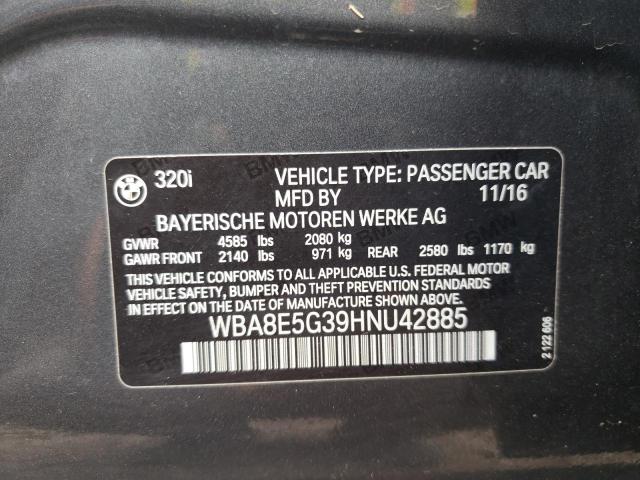 BMW 320i VEHICLE TYPE: PASSENGER CAR
MFD BY 11/16
BAYERISCHE MOTOREN WERKE AG
GVWR 4585 lbs 2080 kg
GAWR FRONT 2140 lbs 971 kg REAR 2580 lbs 1170 kg
THIS VEHICLE CONFORMS TO ALL APPLICABLE U.S. FEDERAL MOTOR
VEHICLE SAFETY, BUMPER AND THEFT PREVENTION STANDARDS
IN EFFECT ON THE DATE OF MANUFACTURE SHOWN ABOVE.
WBA8E5G39HNU42885
2 122 606